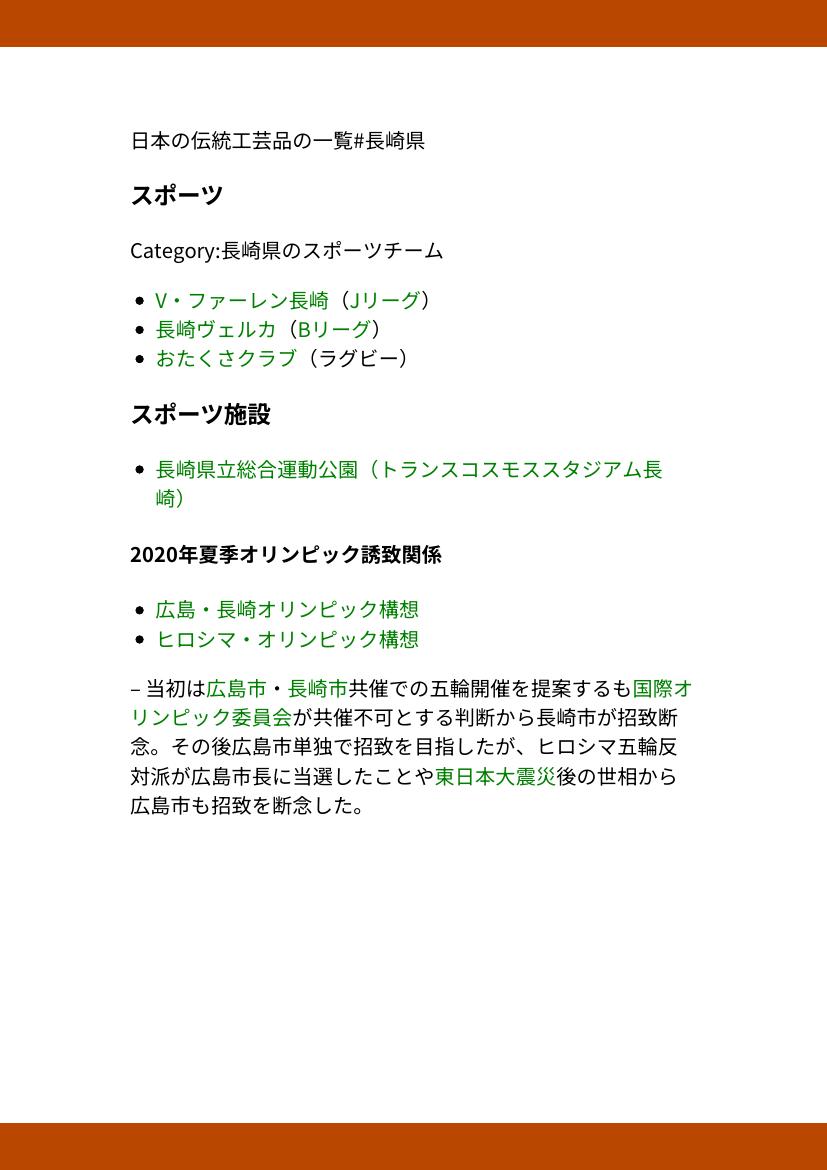 日本の伝統工芸品の一覧#長崎県
スポーツ
Category:長崎県のスポーツチーム
• V・ファーレン長崎（Jリーグ）
• 長崎ヴェルカ（Bリーグ）
• おたくさクラブ（ラグビー）
スポーツ施設
• 長崎県立総合運動公園（トランスコスモススタジアム長
崎）
2020年夏季オリンピック誘致関係
• 広島・長崎オリンピック構想
• ヒロシマ・オリンピック構想
– 当初は広島市・長崎市共催での五輪開催を提案するも国際オ
リンピック委員会が共催不可とする判断から長崎市が招致断
念。その後広島市単独で招致を目指したが、ヒロシマ五輪反
対派が広島市長に当選したことや東日本大震災後の世相から
広島市も招致を断念した。